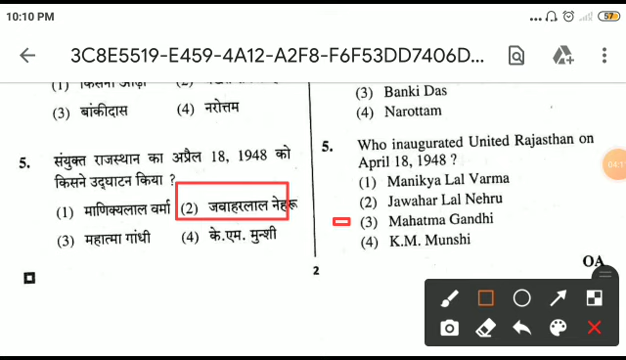 10:10 PM
57
3C8E5519-E459-4A12-A2F8-F6F53DD7406D...
(3) बांकीदास (4) नरोत्तम
5. संयुक्त राजस्थान का अप्रैल 18, 1948 को
किसने उद्घाटन किया ?
(1) माणिक्यलाल वर्मा (2) जवाहरलाल नेहरू
(3) महात्मा गांधी (4) के.एम. मुन्शी
(3) Banki Das
(4) Narottam
5. Who inaugurated United Rajasthan on
April 18, 1948 ?
(1) Manikya Lal Varma
(2) Jawahar Lal Nehru
(3) Mahatma Gandhi
(4) K.M. Munshi
2
OA